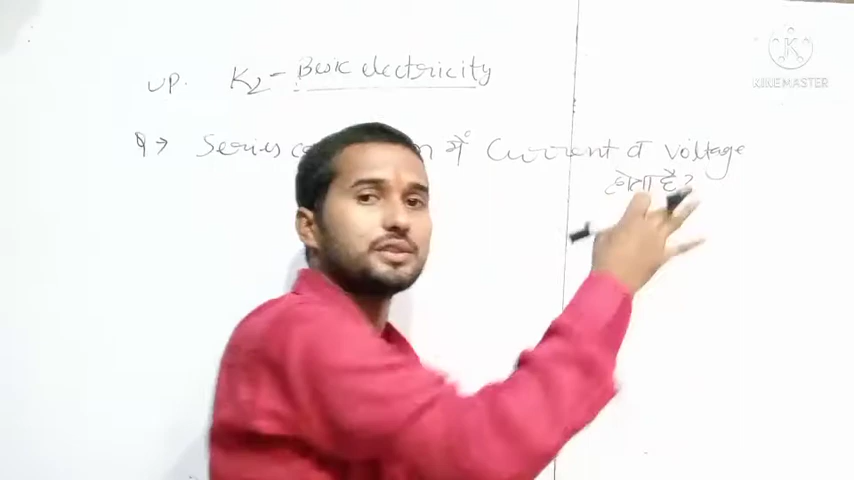 UP. K2 - Basic electricity
Q → Series में Current व voltage
होता है ?
K
KINEMASTER